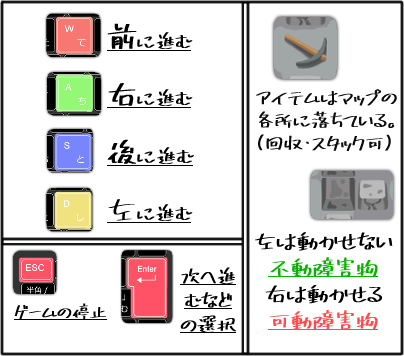 W
て
前に進む
A
ち
右に進む
S
と
後に進む
D
し
左に進む
ESC
半角/
ゲームの停止
Enter
む
次へ進
むなど
の選択
アイテムはマップの
各所に落ちている。
(回収・スタック可)
左は動かせない
不動障害物
右は動かせる
可動障害物